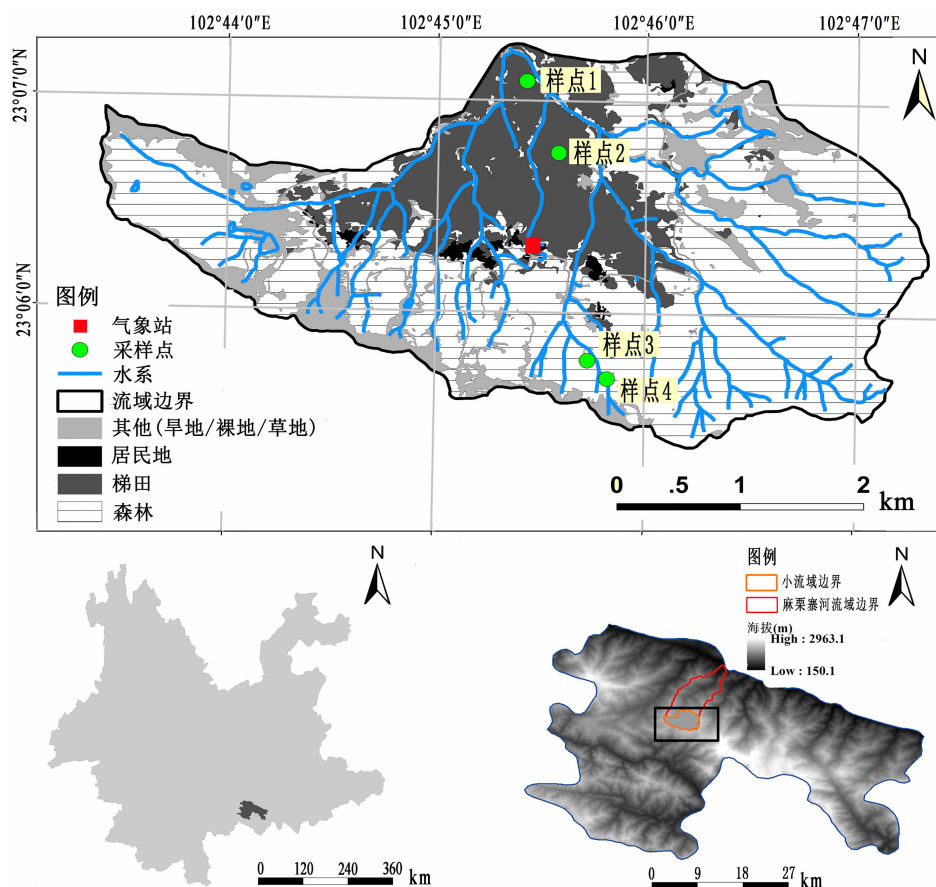 102°44′0″E 102°45′0″E 102°46′0″E 102°47′0″E
23°07′0″N
23°06′0″N
N
样点1
样点2
样点3
样点4
图例
气象站
采样点
水系
流域边界
其他(旱地/裸地/草地)
居民地
梯田
森林
0 .5 1 2
km
N
0 120 240 360
km
N
图例
小流域边界
麻栗寨河流域边界
海拔(m)
High : 2963.1
Low : 150.1
0 9 18 27
km